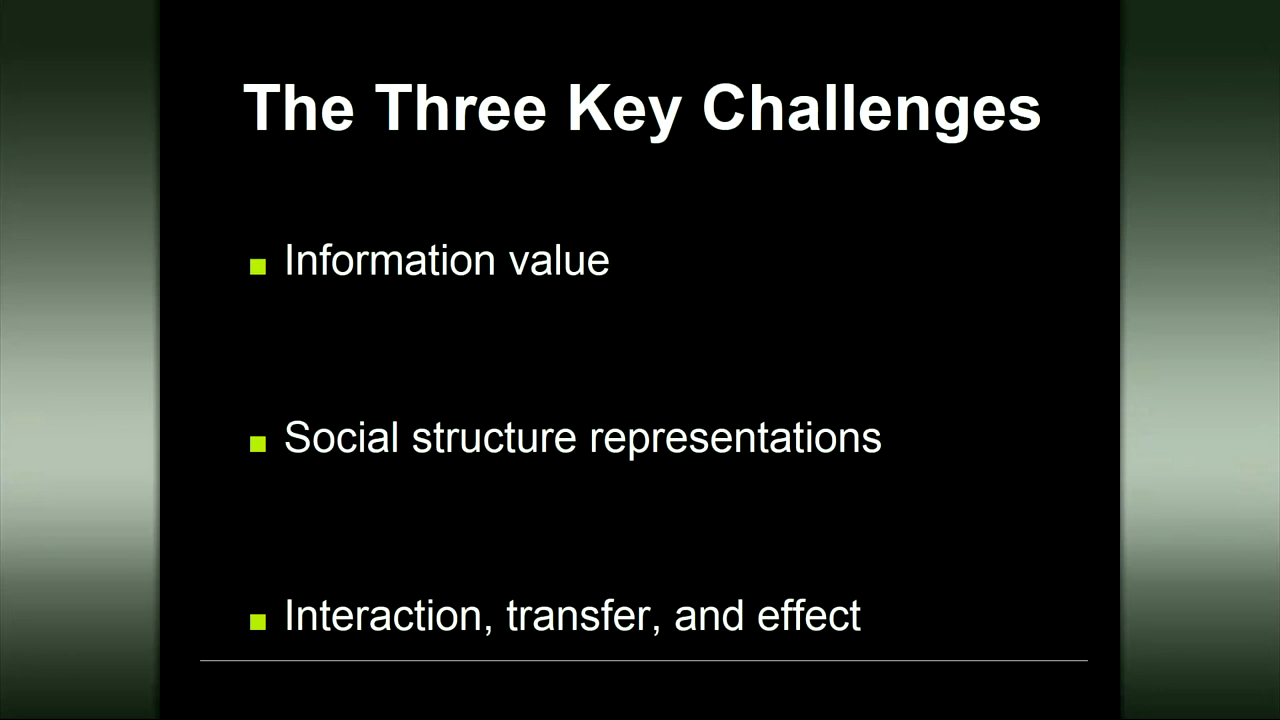 The Three Key Challenges
Information value
Social structure representations
Interaction, transfer, and effect